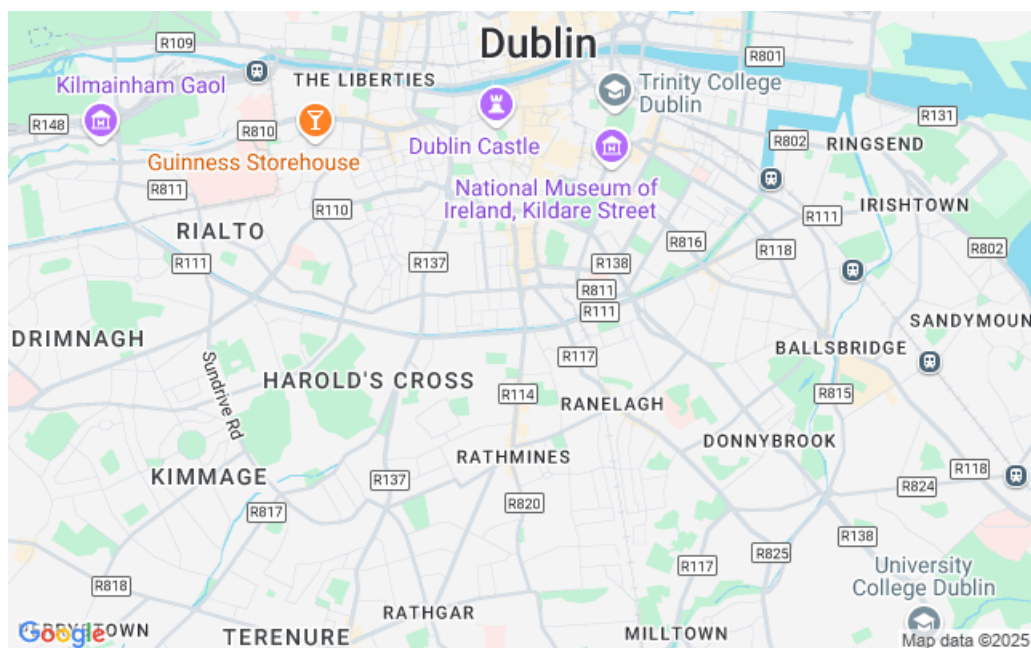 R109
Dublin
R801
THE LIBERTIES
Kilmainham Gaol
Trinity College
Dublin
R148
R810
R131
Dublin Castle
R802
RINGSEND
Guinness Storehouse
National Museum of
Ireland, Kildare Street
R811
R110
R111
IRISHTOWN
RIALTO
R816
R118
R802
R111
R137
R138
R811
R111
SANDYMOUN
DRIMNAGH
Sundrive Rd
R117
BALLSBRIDGE
HAROLD'S CROSS
R114
R815
RANELAGH
DONNYBROOK
RATHMINES
KIMMAGE
R137
R118
R824
R820
R817
R138
R825
R117
University
College Dublin
R818
RATHGAR
Google
TERENURE
MILLTOWN
Map data ©2025